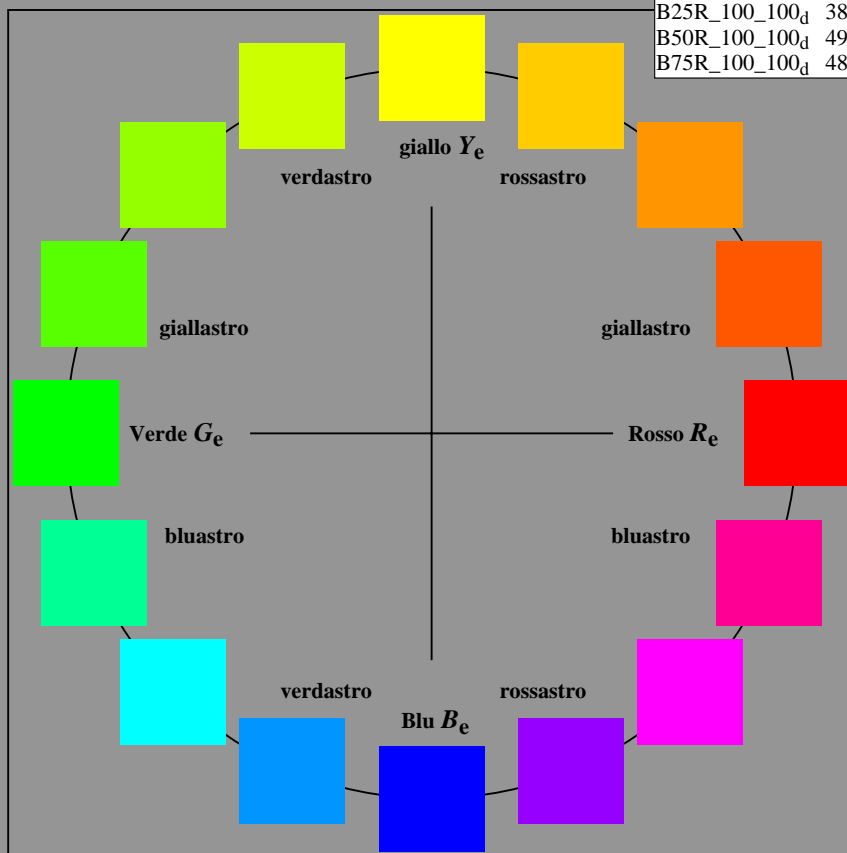 B25R_100_100d 38
B50R_100_100d 49
B75R_100_100d 48
giallo Ye
verdastro rossastro
giallastro giallastro
Verde Ge Rosso Re
bluastro bluastro
verdastro rossastro
Blu Be